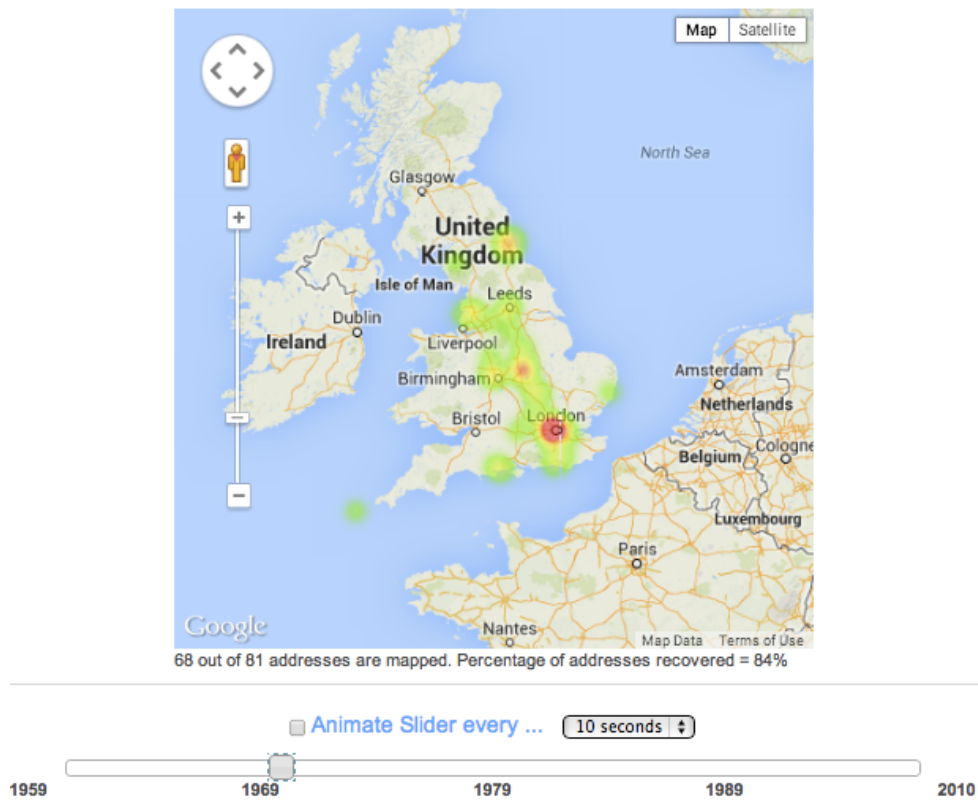 Map Satellite
North Sea
Glasgow
United
Kingdom
Isle of Man
Leeds
Dublin
Ireland
Liverpool
Birmingham
Amsterdam
Netherlands
Bristol
London
Cologne
Belgium
Luxembourg
Paris
Nantes
Google
Map Data Terms of Use
68 out of 81 addresses are mapped. Percentage of addresses recovered = 84%
Animate Slider every ... 10 seconds
1959 1969 1979 1989 2010